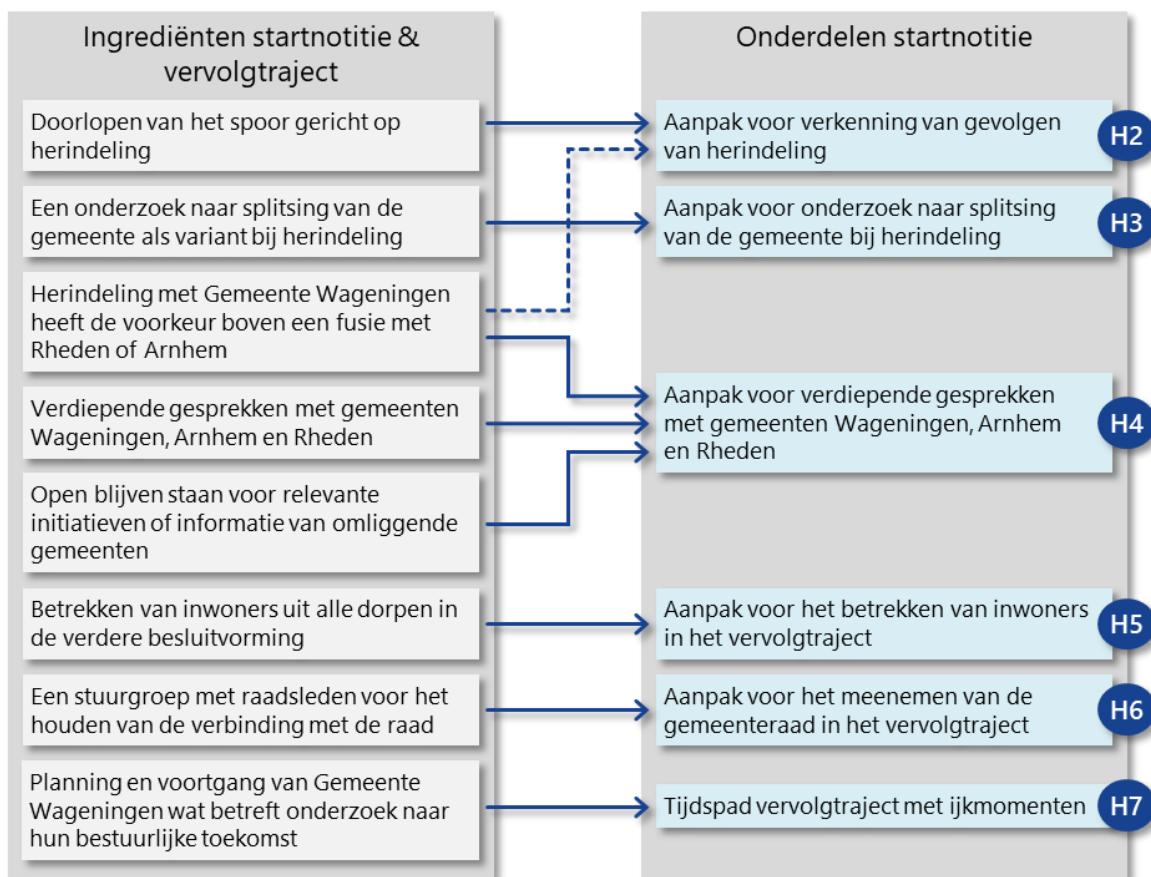 Ingrediënten startnotitie &
vervolgtraject
Doorlopen van het spoor gericht op
herindeling
Een onderzoek naar splitsing van de
gemeente als variant bij herindeling
Herindeling met Gemeente Wageningen
heeft de voorkeur boven een fusie met
Rheden of Arnhem
Verdiepende gesprekken met gemeenten
Wageningen, Arnhem en Rheden
Open blijven staan voor relevante
initiatieven of informatie van omliggende
gemeenten
Betrekken van inwoners uit alle dorpen in
de verdere besluitvorming
Een stuurgroep met raadsleden voor het
houden van de verbinding met de raad
Planning en voortgang van Gemeente
Wageningen wat betreft onderzoek naar
hun bestuurlijke toekomst
Onderdelen startnotitie
Aanpak voor verkenning van gevolgen
van herindeling
H2
Aanpak voor onderzoek naar splitsing
van de gemeente bij herindeling
H3
Aanpak voor verdiepende gesprekken
met gemeenten Wageningen, Arnhem
en Rheden
H4
Aanpak voor het betrekken van inwoners
in het vervolgtraject
H5
Aanpak voor het meenemen van de
gemeenteraad in het vervolgtraject
H6
Tijdspad vervolgtraject met ijkmomenten
H7